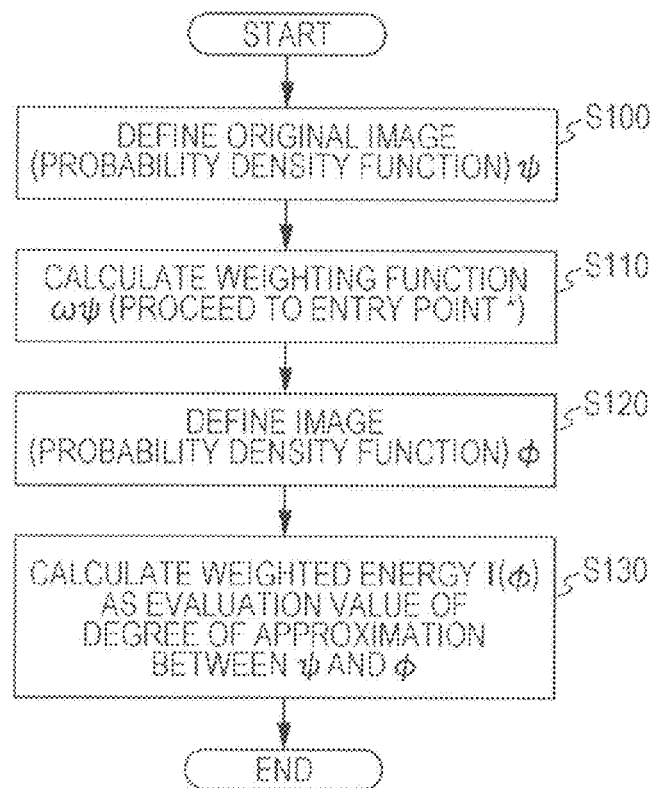 START
DEFINE ORIGINAL IMAGE
(PROBABILITY DENSITY FUNCTION) ψ
S100
CALCULATE WEIGHTING FUNCTION
ωψ (PROCEED TO ENTRY POINT ^)
S110
DEFINE IMAGE
(PROBABILITY DENSITY FUNCTION) ϕ
S120
CALCULATE WEIGHTED ENERGY I(ϕ)
AS EVALUATION VALUE OF
DEGREE OF APPROXIMATION
BETWEEN ψ AND ϕ
S130
END